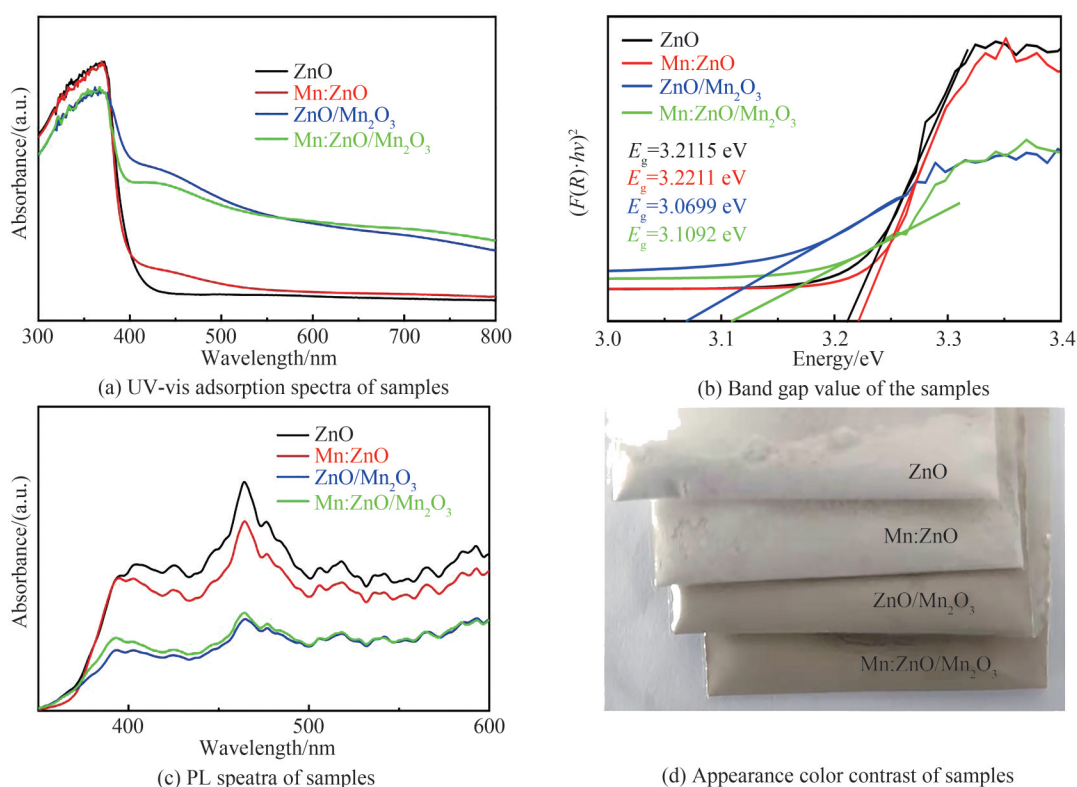 Absorbance/(a.u.)
ZnO
Mn:ZnO
ZnO/Mn₂O₃
Mn:ZnO/Mn₂O₃
300 400 500 600 700 800
Wavelength/nm
(a) UV-vis adsorption spectra of samples
(F(R)·hν)²
ZnO
Mn:ZnO
ZnO/Mn₂O₃
Mn:ZnO/Mn₂O₃
Eg=3.2115 eV
Eg=3.2211 eV
Eg=3.0699 eV
Eg=3.1092 eV
3.0 3.1 3.2 3.3 3.4
Energy/eV
(b) Band gap value of the samples
Absorbance/(a.u.)
ZnO
Mn:ZnO
ZnO/Mn₂O₃
Mn:ZnO/Mn₂O₃
400 500 600
Wavelength/nm
(c) PL speatra of samples
ZnO
Mn:ZnO
ZnO/Mn₂O₃
Mn:ZnO/Mn₂O₃
(d) Appearance color contrast of samples